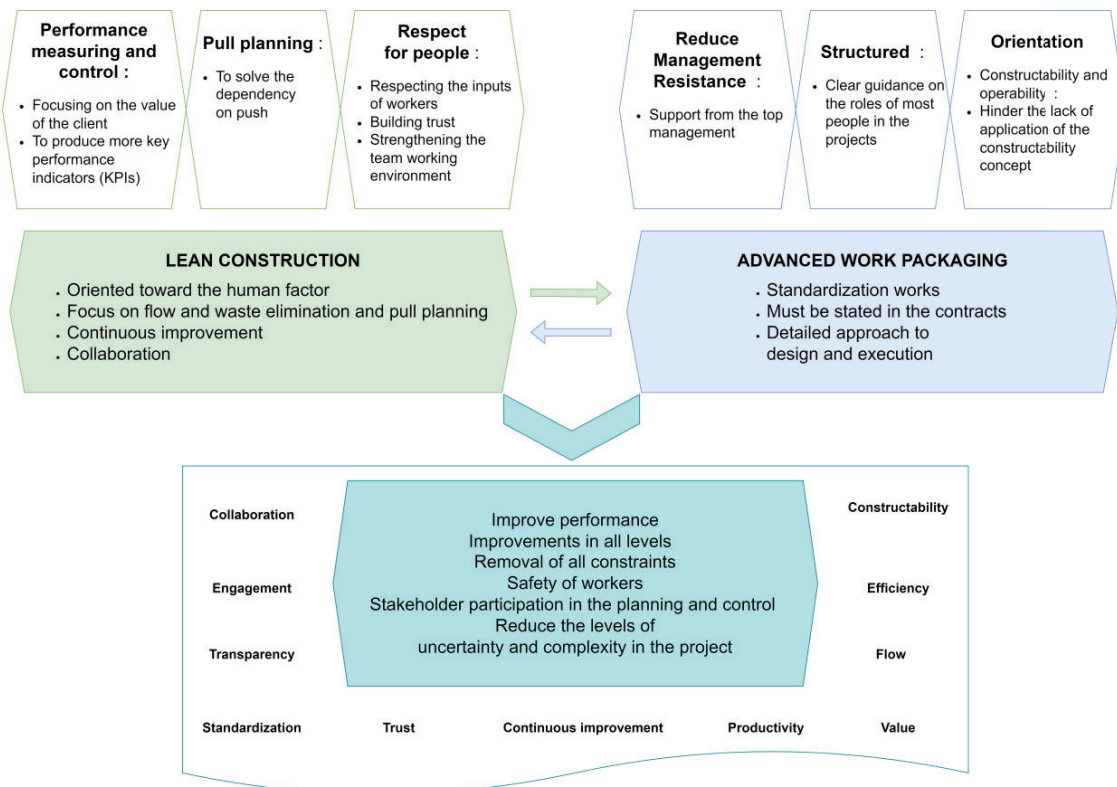 Performance
measuring and
control :
• Focusing on the value
of the client
• To produce more key
performance
indicators (KPIs)
Pull planning :
• To solve the
dependency
on push
Respect
for people :
• Respecting the inputs
of workers
• Building trust
• Strengthening the
team working
environment
Reduce
Management
Resistance :
• Support from the top
management
Structured :
• Clear guidance on
the roles of most
people in the
projects
Orientation
• Constructability and
operability :
• Hinder the lack of
application of the
constructability
concept
LEAN CONSTRUCTION
• Oriented toward the human factor
• Focus on flow and waste elimination and pull planning
• Continuous improvement
• Collaboration
ADVANCED WORK PACKAGING
• Standardization works
• Must be stated in the contracts
• Detailed approach to
design and execution
Improve performance
Improvements in all levels
Removal of all constraints
Safety of workers
Stakeholder participation in the planning and control
Reduce the levels of
uncertainty and complexity in the project
Collaboration
Engagement
Transparency
Standardization
Trust
Continuous improvement
Productivity
Value
Constructability
Efficiency
Flow